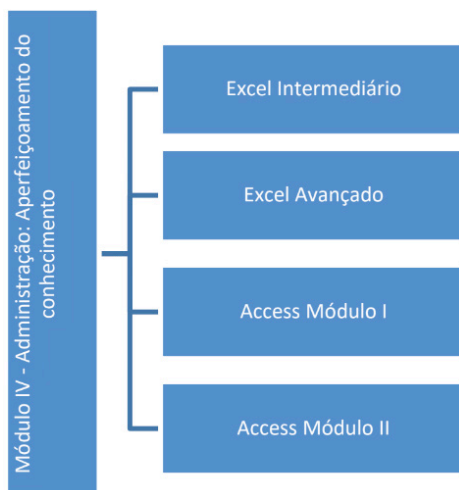 Módulo IV - Administração: Aperfeiçoamento do
conhecimento
Excel Intermediário
Excel Avançado
Access Módulo I
Access Módulo II